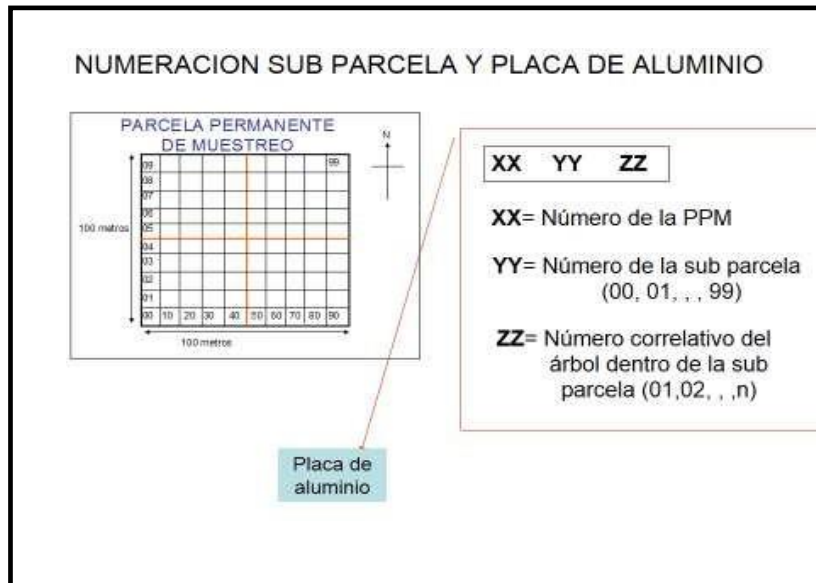 NUMERACION SUB PARCELA Y PLACA DE ALUMINIO
PARCELA PERMANENTE
DE MUESTREO
N
09
99
08
07
06
05
100 metros
04
03
02
01
00 10 20 30 40 50 60 70 80 90
100 metros
XX YY ZZ
XX= Número de la PPM
YY= Número de la sub parcela
(00, 01, , , 99)
ZZ= Número correlativo del
árbol dentro de la sub
parcela (01,02, , ,n)
Placa de
aluminio